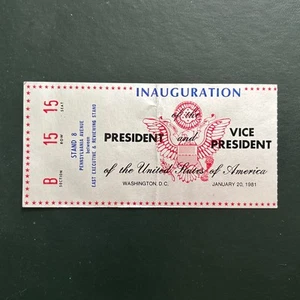 INAUGURATION
of the
PRESIDENT and VICE PRESIDENT
of the United States of America
WASHINGTON, D.C. JANUARY 20, 1981
STAND 8
PENNSYLVANIA AVENUE
between
EAST EXECUTIVE & REVIEWING STAND
15 SEAT
15 ROW
B SECTION